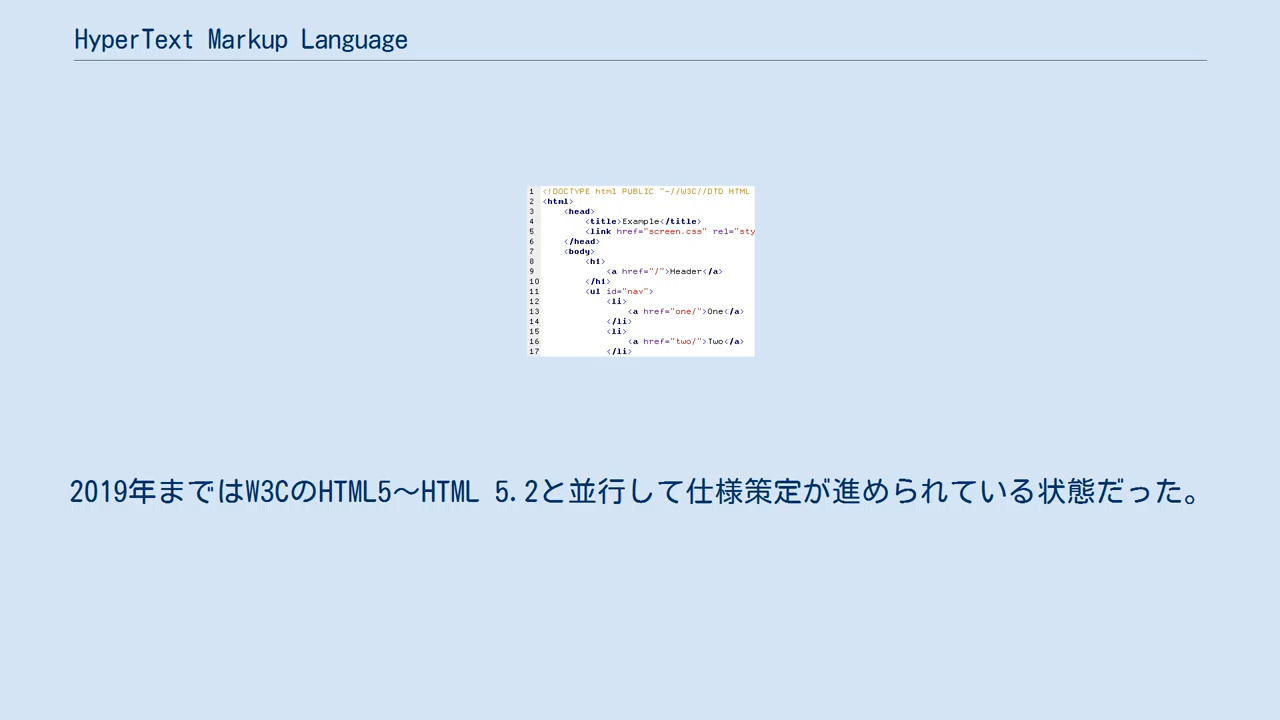 HyperText Markup Language
1 <!DOCTYPE html PUBLIC "-//W3C//DTD HTML
2 <html>
3 <head>
4 <title>Example</title>
5 <link href="screen.css" rel="sty
6 </head>
7 <body>
8 <h1>
9 <a href="/">Header</a>
10 </h1>
11 <ul id="nav">
12 <li>
13 <a href="one/">One</a>
14 </li>
15 <li>
16 <a href="two/">Two</a>
17 </li>
2019年まではW3CのHTML5～HTML 5.2と並行して仕様策定が進められている状態だった。